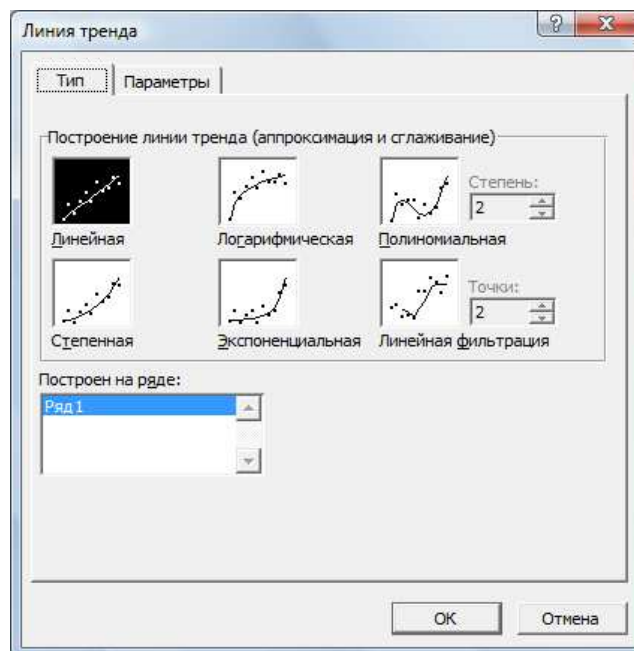 Линия тренда
?
Тип
Параметры
Построение линии тренда (аппроксимация и сглаживание)
Линейная
Логарифмическая
Полиномиальная
Степень:
2
Степенная
Экспоненциальная
Линейная фильтрация
Точки:
2
Построен на ряде:
Ряд1
ОК
Отмена